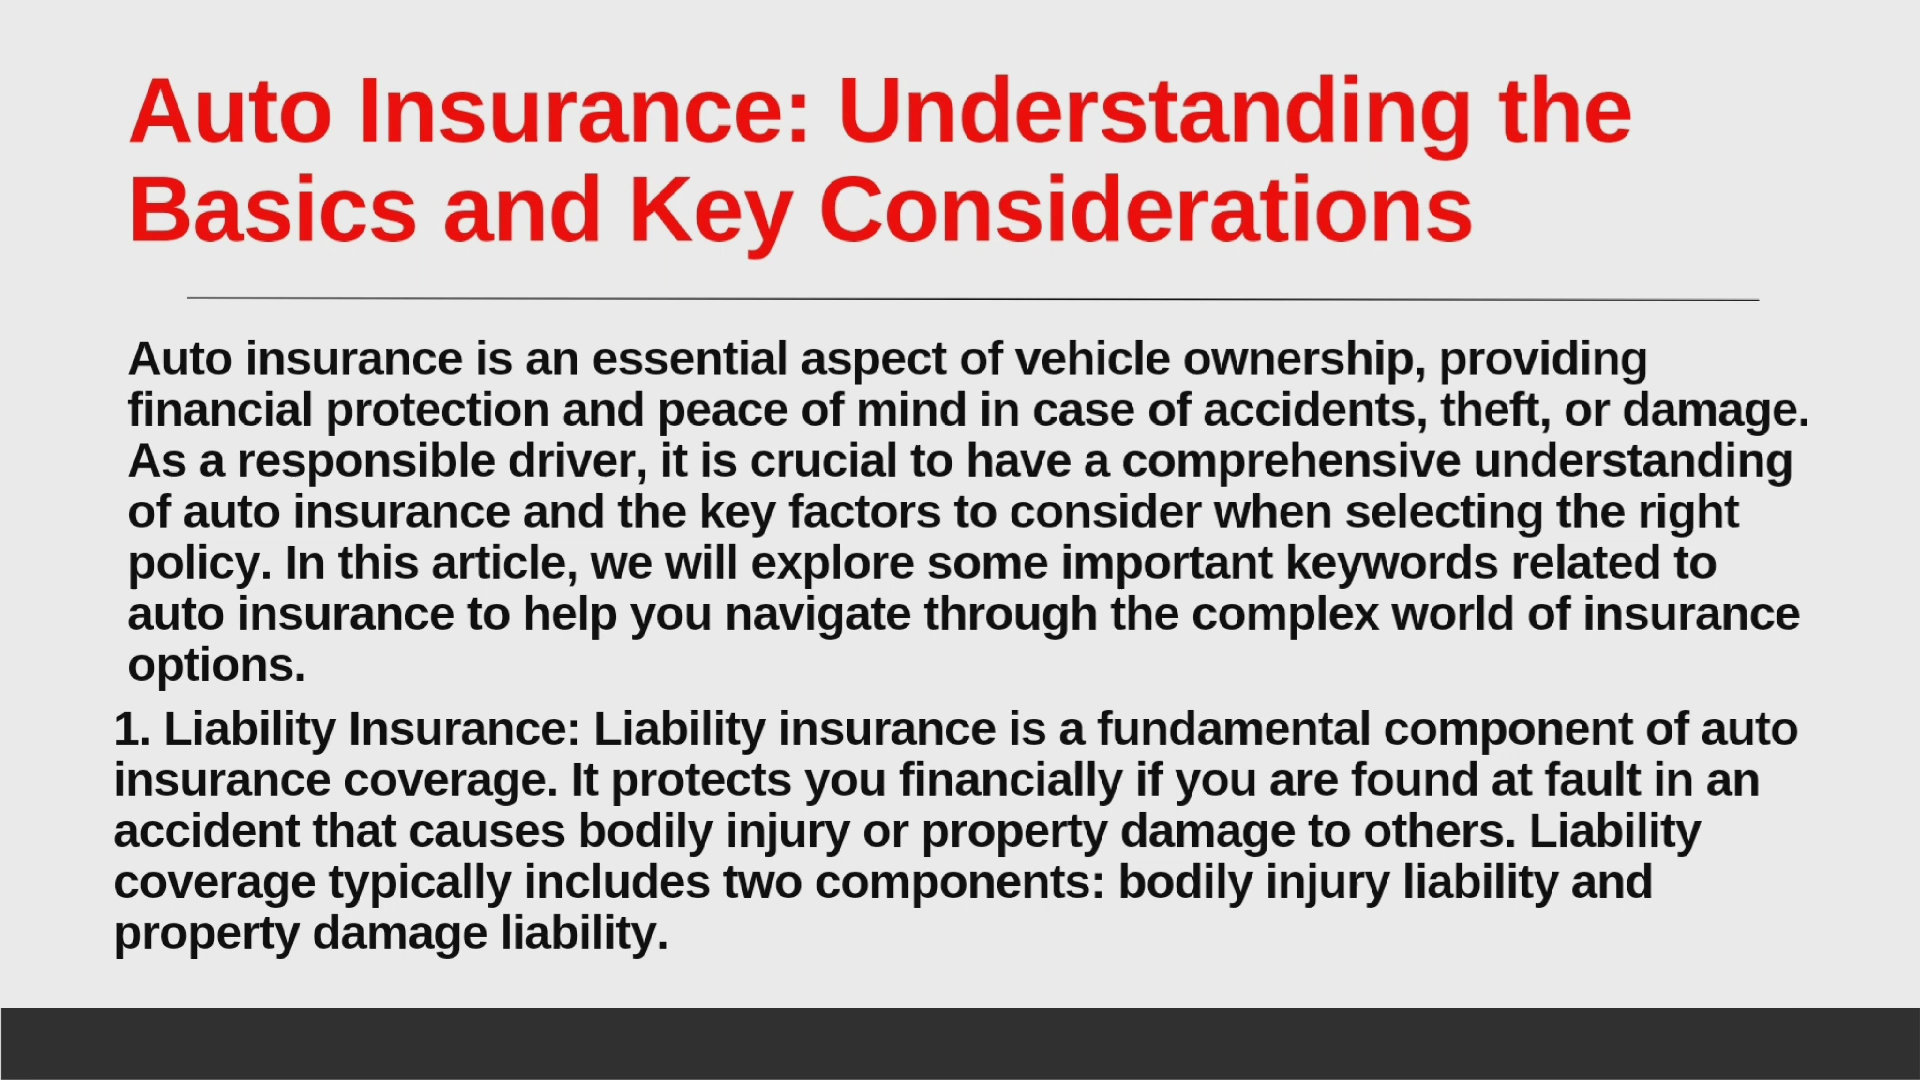 Auto Insurance: Understanding the
Basics and Key Considerations
Auto insurance is an essential aspect of vehicle ownership, providing
financial protection and peace of mind in case of accidents, theft, or damage.
As a responsible driver, it is crucial to have a comprehensive understanding
of auto insurance and the key factors to consider when selecting the right
policy. In this article, we will explore some important keywords related to
auto insurance to help you navigate through the complex world of insurance
options.
1. Liability Insurance: Liability insurance is a fundamental component of auto
insurance coverage. It protects you financially if you are found at fault in an
accident that causes bodily injury or property damage to others. Liability
coverage typically includes two components: bodily injury liability and
property damage liability.